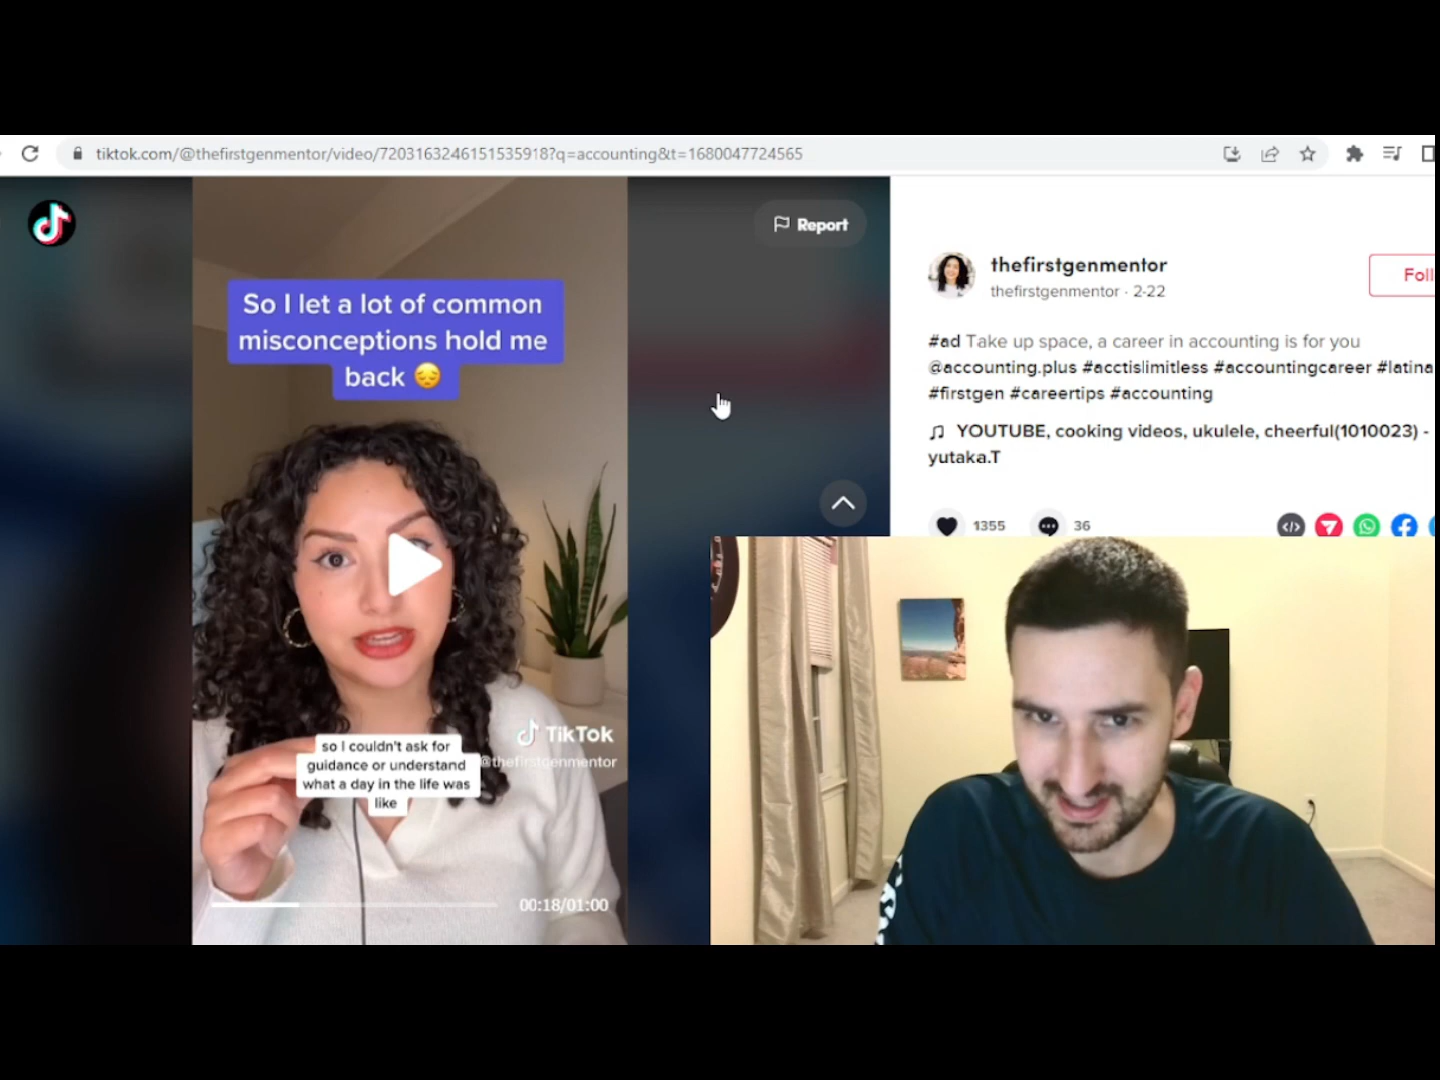 tiktok.com/@thefirstgenmentor/video/7203163246151535918?q=accounting&t=1680047724565
Report
So I let a lot of common
misconceptions hold me
back 😔
so I couldn't ask for
guidance or understand
what a day in the life was
like
TikTok
@thefirstgenmentor
00:18/01:00
thefirstgenmentor
thefirstgenmentor · 2-22
Foll
#ad Take up space, a career in accounting is for you
@accounting.plus #acctislimitless #accountingcareer #latina
#firstgen #careertips #accounting
YOUTUBE, cooking videos, ukulele, cheerful(1010023) -
yutaka.T
1355
36